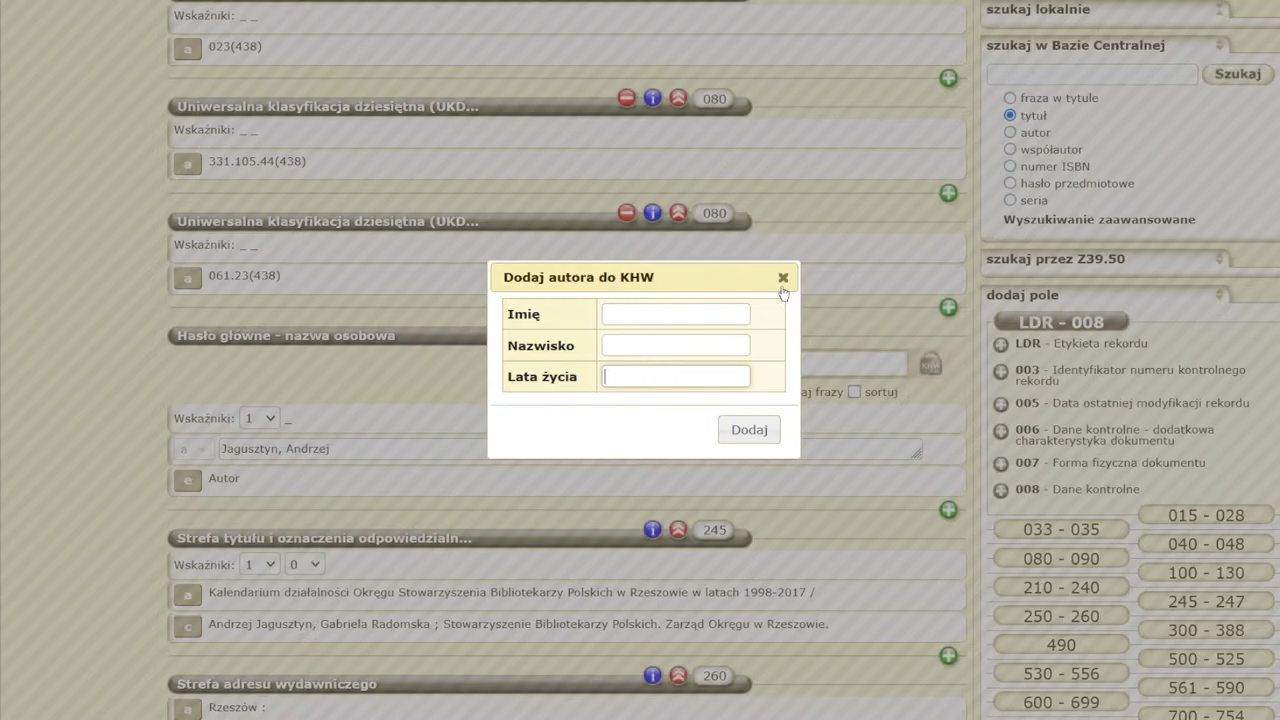 Wskaźniki: _ _
a 023(438)
Uniwersalna klasyfikacja dziesiętna (UKD... 080
Wskaźniki: _ _
a 331.105.44(438)
Uniwersalna klasyfikacja dziesiętna (UKD... 080
Wskaźniki: _ _
a 061.23(438)
Hasło główne - nazwa osobowa
KHW
aj frazy sortuj
Wskaźniki: 1 _
a Jagusztyn, Andrzej
e Autor
Strefa tytułu i oznaczenia odpowiedzialn... 245
Wskaźniki: 1 0
a Kalendarium działalności Okręgu Stowarzyszenia Bibliotekarzy Polskich w Rzeszowie w latach 1998-2017 /
c Andrzej Jagusztyn, Gabriela Radomska ; Stowarzyszenie Bibliotekarzy Polskich. Zarząd Okręgu w Rzeszowie.
Strefa adresu wydawniczego 260
a Rzeszów :
Dodaj autora do KHW
Imię
Nazwisko
Lata życia
Dodaj
szukaj lokalnie
szukaj w Bazie Centralnej
Szukaj
fraza w tytule
tytuł
autor
współautor
numer ISBN
hasło przedmiotowe
seria
Wyszukiwanie zaawansowane
szukaj przez Z39.50
dodaj pole
LDR - 008
LDR - Etykieta rekordu
003 - Identyfikator numeru kontrolnego
rekordu
005 - Data ostatniej modyfikacji rekordu
006 - Dane kontrolne - dodatkowa
charakterystyka dokumentu
007 - Forma fizyczna dokumentu
008 - Dane kontrolne
015 - 028
033 - 035
040 - 048
080 - 090
100 - 130
210 - 240
245 - 247
250 - 260
300 - 388
490
500 - 525
530 - 556
561 - 590
600 - 699
700 - 754